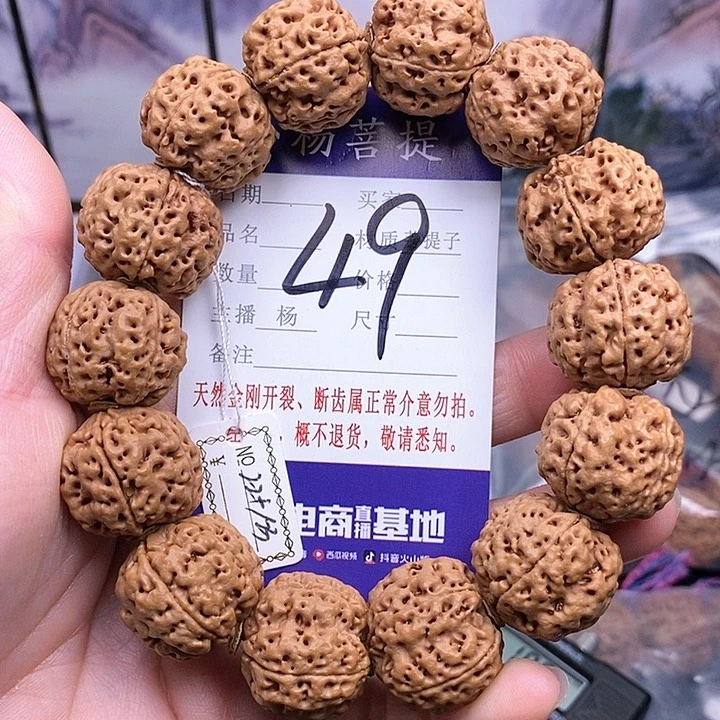 杨菩提
日期 买家
品名 材质 菩提子
数量 价格
主播 杨 尺寸
备注
49
天然金刚开裂、断齿属正常介意勿拍。
概不退货，敬请悉知。
NO.
电商直播基地
西瓜视频 抖音火山版